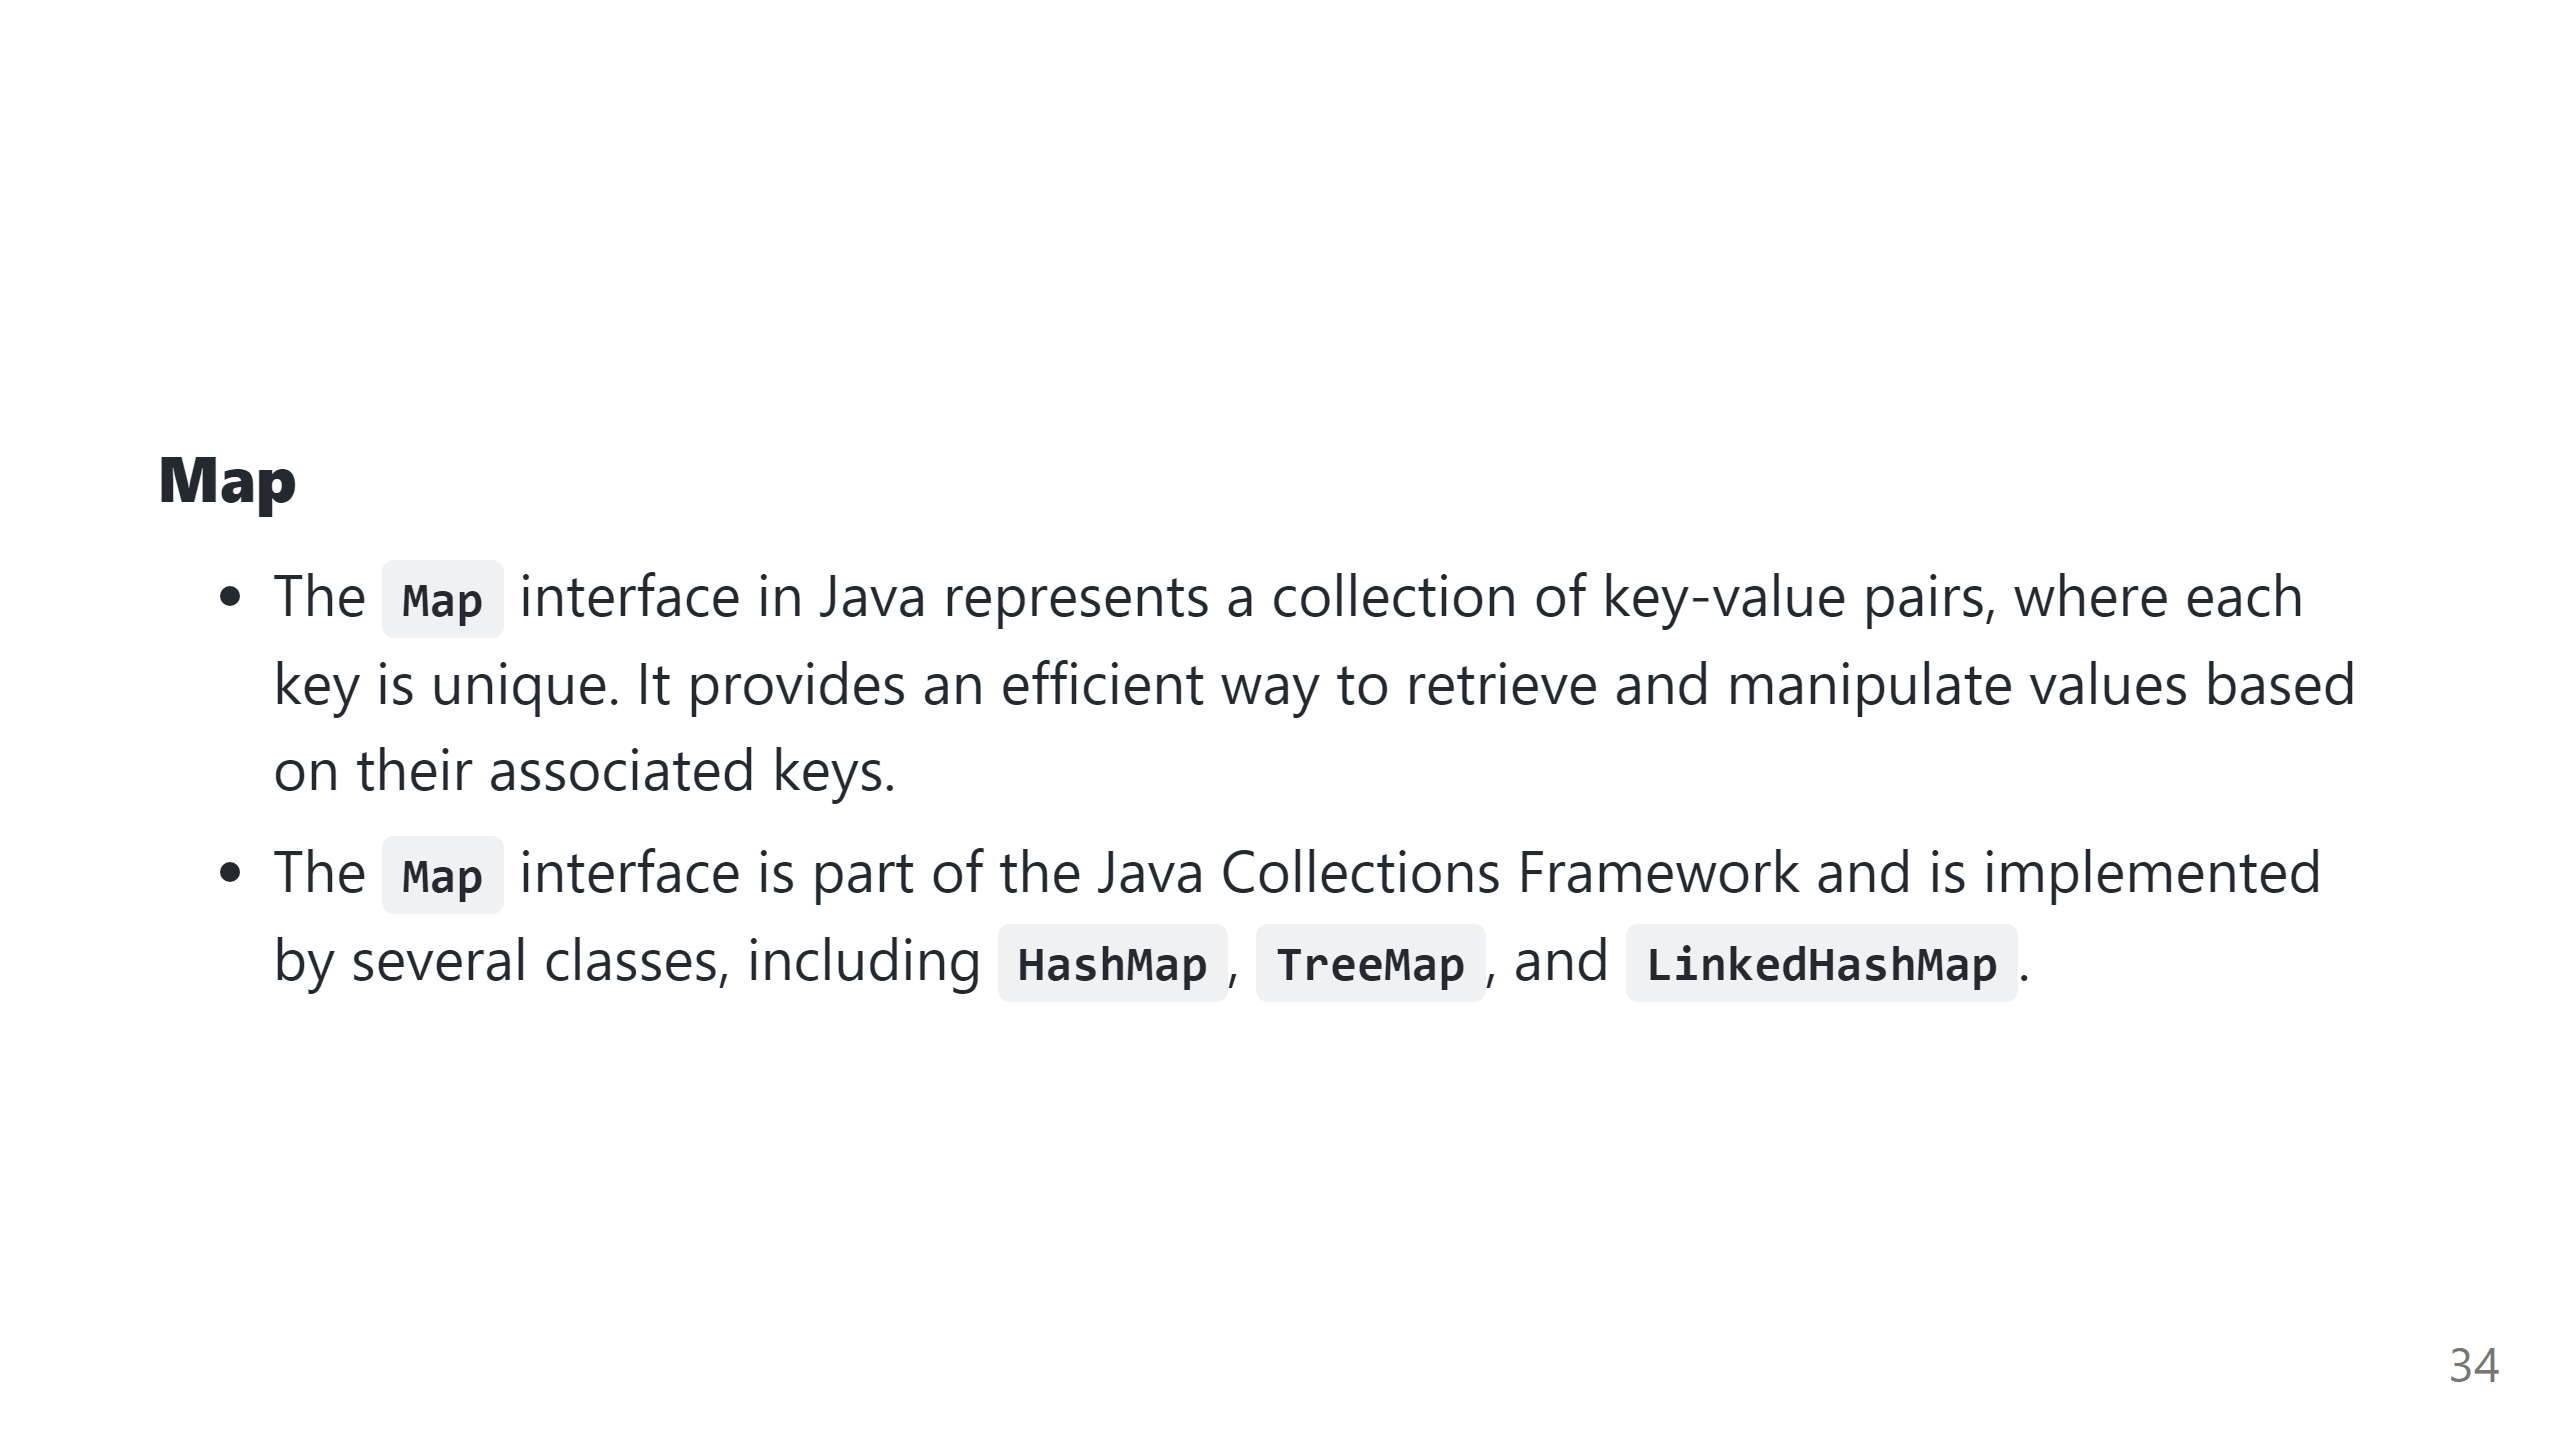 Map
• The Map interface in Java represents a collection of key-value pairs, where each
key is unique. It provides an efficient way to retrieve and manipulate values based
on their associated keys.
• The Map interface is part of the Java Collections Framework and is implemented
by several classes, including HashMap, TreeMap, and LinkedHashMap.
34